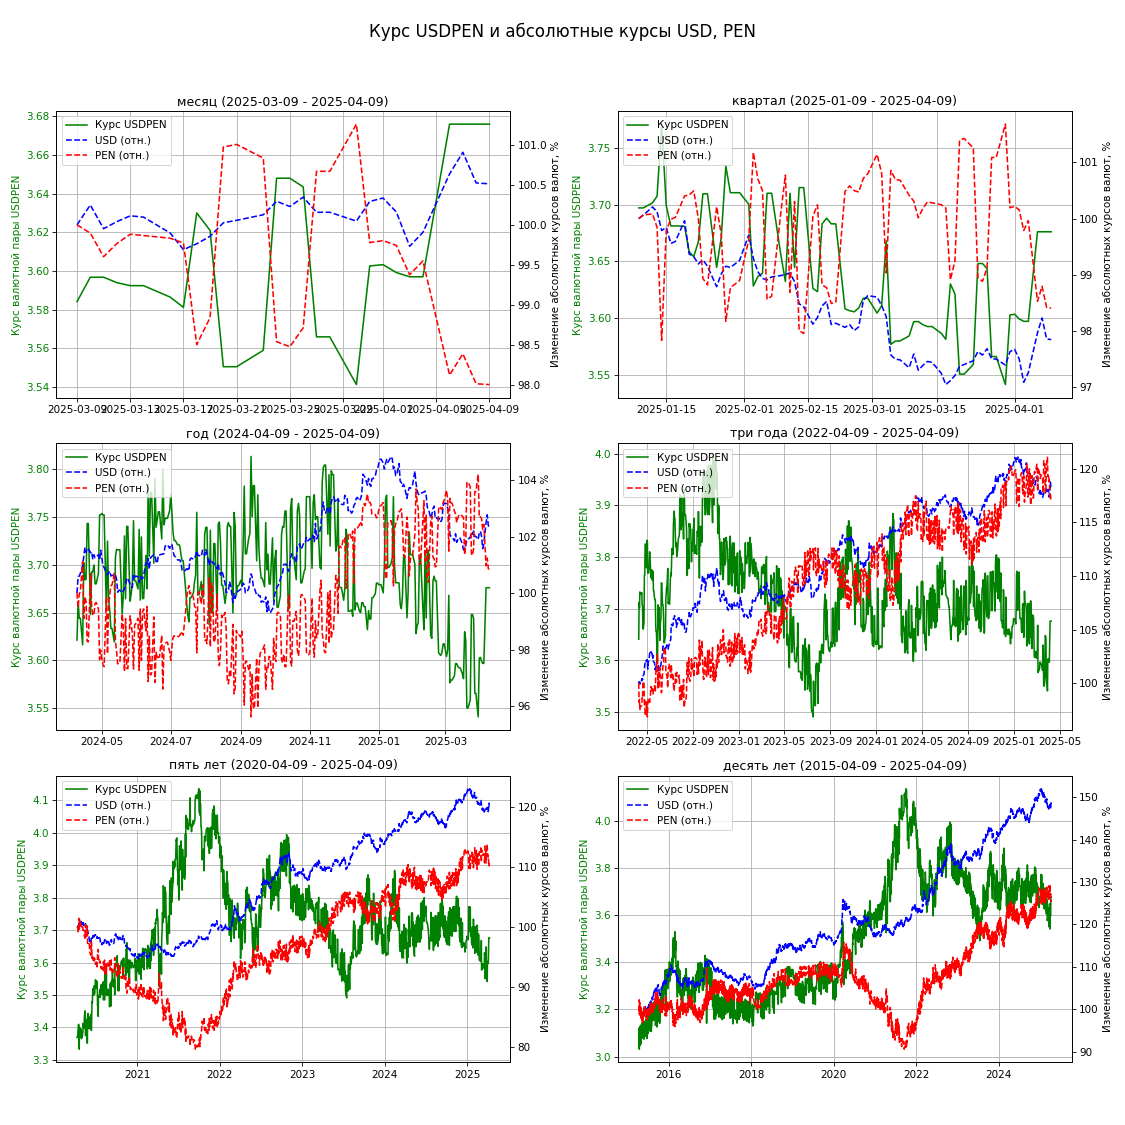 Курс USDPEN и абсолютные курсы USD, PEN
месяц (2025-03-09 - 2025-04-09)
Курс USDPEN
USD (отн.)
PEN (отн.)
Курс валютной пары USDPEN
3.68
3.66
3.64
3.62
3.60
3.58
3.56
3.54
101.0
100.5
100.0
99.5
99.0
98.5
98.0
Изменение абсолютных курсов валют, %
2025-03-09 2025-03-13 2025-03-17 2025-03-21 2025-03-25 2025-03-29 2025-04-01 2025-04-05 2025-04-09
квартал (2025-01-09 - 2025-04-09)
Курс USDPEN
USD (отн.)
PEN (отн.)
Курс валютной пары USDPEN
3.75
3.70
3.65
3.60
3.55
101
100
99
98
97
Изменение абсолютных курсов валют, %
2025-01-15 2025-02-01 2025-02-15 2025-03-01 2025-03-15 2025-04-01
год (2024-04-09 - 2025-04-09)
Курс USDPEN
USD (отн.)
PEN (отн.)
Курс валютной пары USDPEN
3.80
3.75
3.70
3.65
3.60
3.55
104
102
100
98
96
Изменение абсолютных курсов валют, %
2024-05 2024-07 2024-09 2024-11 2025-01 2025-03
три года (2022-04-09 - 2025-04-09)
Курс USDPEN
USD (отн.)
PEN (отн.)
Курс валютной пары USDPEN
4.0
3.9
3.8
3.7
3.6
3.5
120
115
110
105
100
Изменение абсолютных курсов валют, %
2022-05 2022-09 2023-01 2023-05 2023-09 2024-01 2024-05 2024-09 2025-01 2025-05
пять лет (2020-04-09 - 2025-04-09)
Курс USDPEN
USD (отн.)
PEN (отн.)
Курс валютной пары USDPEN
4.1
4.0
3.9
3.8
3.7
3.6
3.5
3.4
3.3
120
110
100
90
80
Изменение абсолютных курсов валют, %
2021 2022 2023 2024 2025
десять лет (2015-04-09 - 2025-04-09)
Курс USDPEN
USD (отн.)
PEN (отн.)
Курс валютной пары USDPEN
4.0
3.8
3.6
3.4
3.2
3.0
150
140
130
120
110
100
90
Изменение абсолютных курсов валют, %
2016 2018 2020 2022 2024